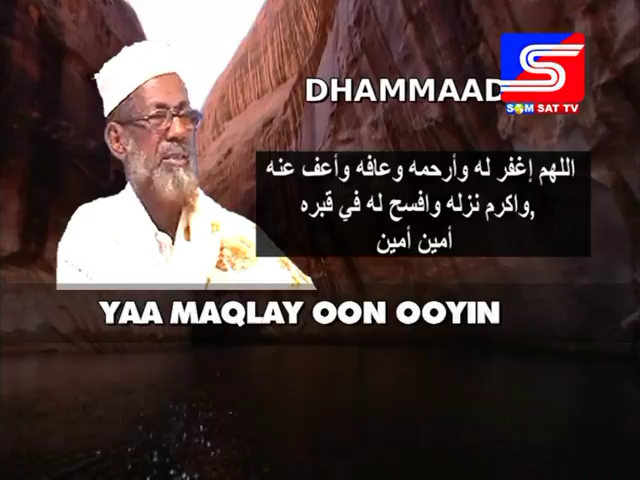 DHAMMAAD
S
SOM SAT TV
اللهم إغفر له وأرحمه وعافه وأعف عنه
واكرم نزله وافسح له في قبره,
أمين أمين
YAA MAQLAY OON OOYIN